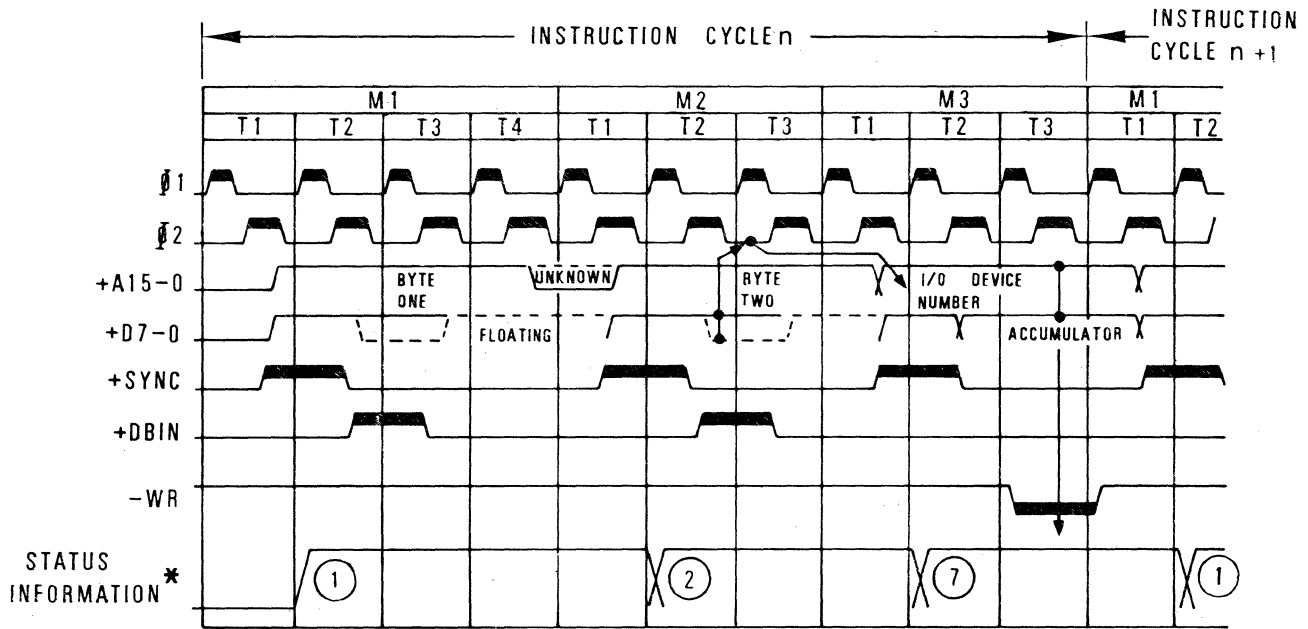 INSTRUCTION CYCLE n
INSTRUCTION
CYCLE n +1
M1 M2 M3 M1
T1 T2 T3 T4 T1 T2 T3 T1 T2 T3 T1 T2
ϕ1
ϕ2
+A15-0
BYTE
ONE
UNKNOWN
RYTE
TWO
I/O DEVICE
NUMBER
+D7-0
FLOATING
ACCUMULATOR
+SYNC
+DBIN
-WR
STATUS
INFORMATION*
1 2 7 1